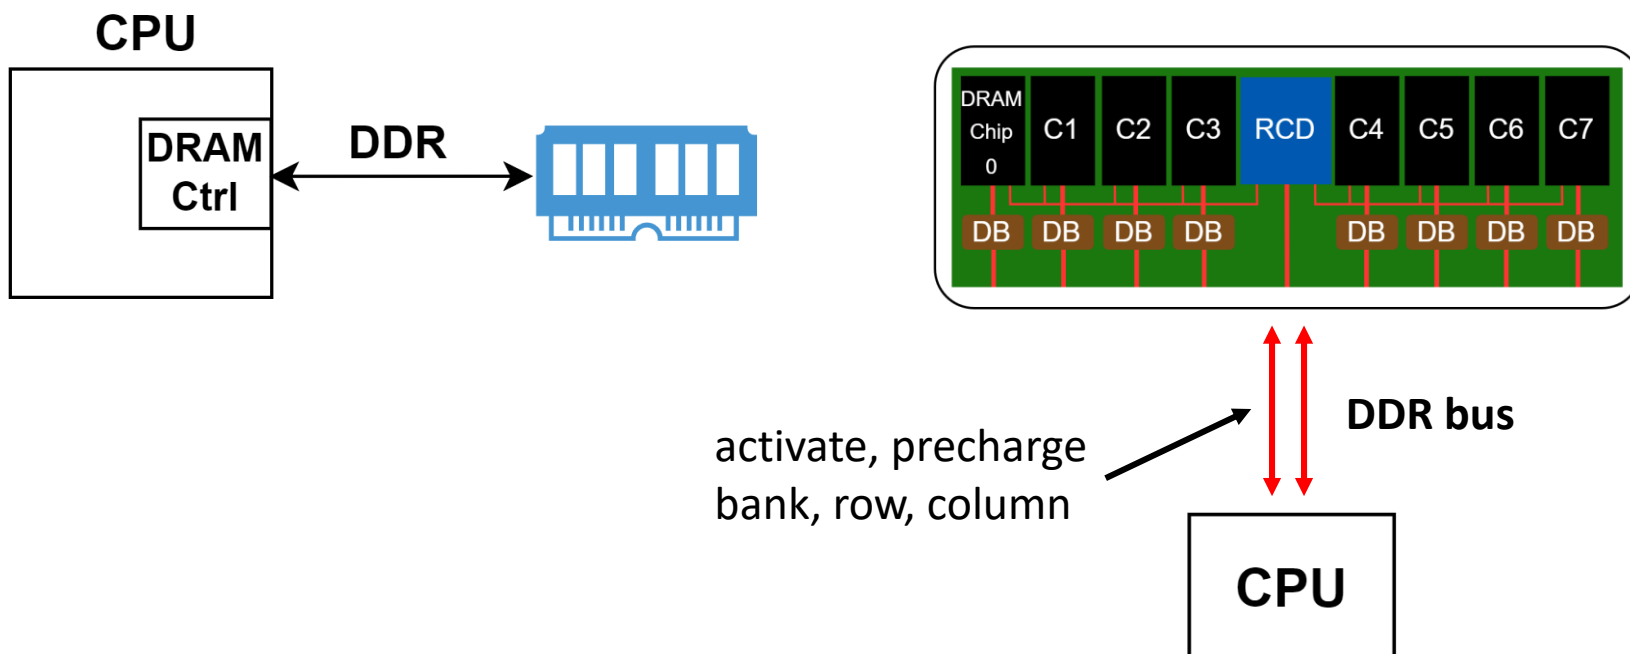 CPU
DRAM
Ctrl
DDR
DRAM
Chip
0
C1
C2
C3
RCD
C4
C5
C6
C7
DB
DB
DB
DB
DB
DB
DB
DB
activate, precharge
bank, row, column
DDR bus
CPU